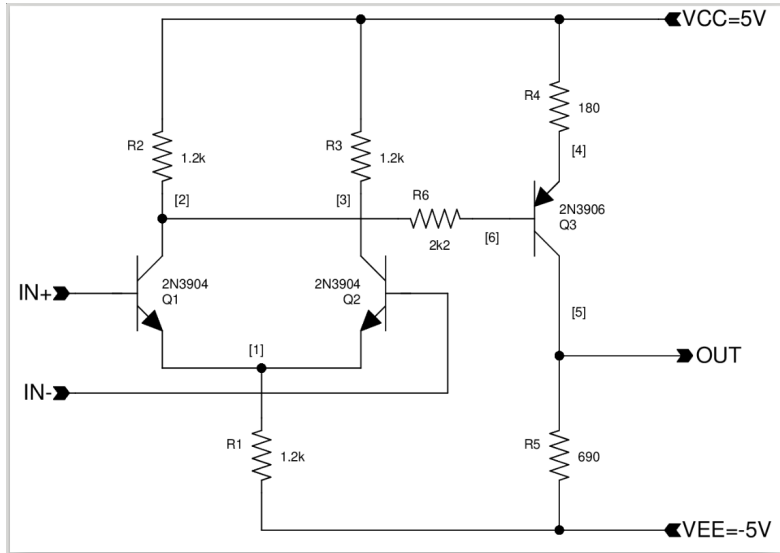 VCC=5V
R4
180
R2
1.2k
R3
1.2k
[4]
[2]
[3]
R6
2k2
[6]
2N3906
Q3
2N3904
Q1
2N3904
Q2
IN+
[5]
[1]
OUT
IN-
R1
1.2k
R5
690
VEE=-5V